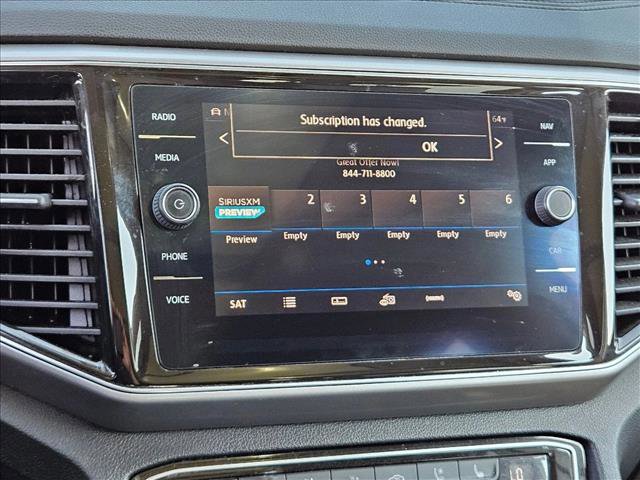 RADIO
MEDIA
PHONE
VOICE
N
64°F
Subscription has changed.
< OK >
Great Offer Now!
844-711-8800
SIRIUSXM
PREVIEW
2 3 4 5 6
Preview Empty Empty Empty Empty Empty
SAT
NAV
APP
CAR
MENU